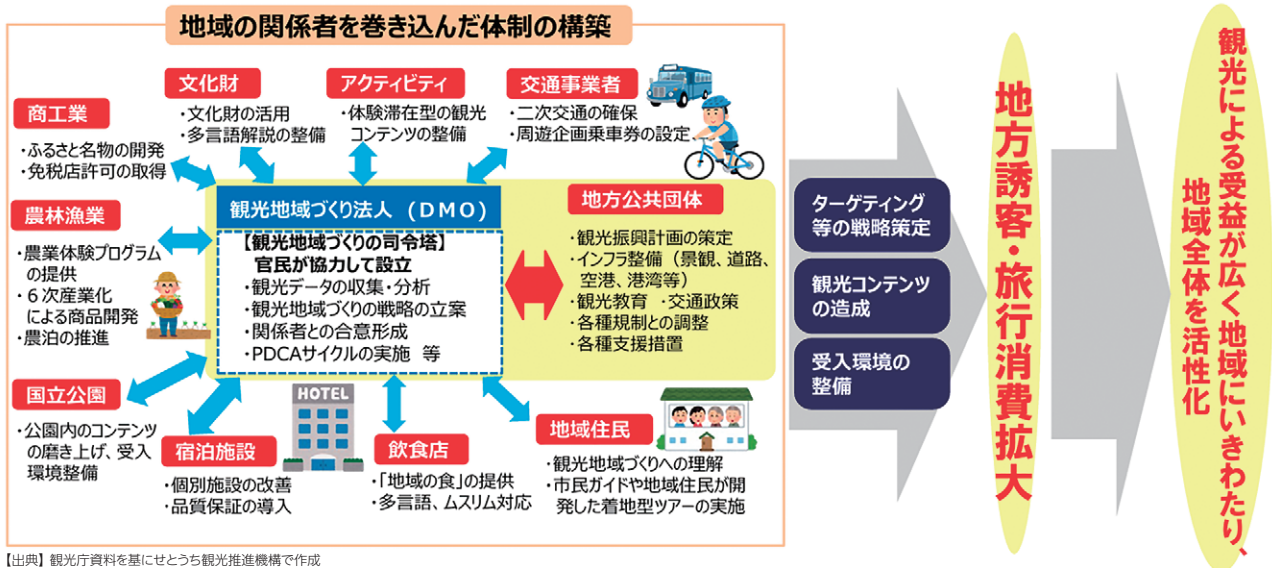 地域の関係者を巻き込んだ体制の構築
商工業
・ふるさと名物の開発
・免税店許可の取得
文化財
・文化財の活用
・多言語解説の整備
アクティビティ
・体験滞在型の観光
コンテンツの整備
交通事業者
・二次交通の確保
・周遊企画乗車券の設定
農林漁業
・農業体験プログラム
の提供
・６次産業化
による商品開発
・農泊の推進
観光地域づくり法人 (ＤＭＯ)
【観光地域づくりの司令塔】
官民が協力して設立
・観光データの収集・分析
・観光地域づくりの戦略の立案
・関係者との合意形成
・PDCAサイクルの実施 等
地方公共団体
・観光振興計画の策定
・インフラ整備（景観、道路、
空港、港湾等）
・観光教育 ・交通政策
・各種規制との調整
・各種支援措置
国立公園
・公園内のコンテンツ
の磨き上げ、受入
環境整備
宿泊施設
・個別施設の改善
・品質保証の導入
HOTEL
飲食店
・「地域の食」の提供
・多言語、ムスリム対応
地域住民
・観光地域づくりへの理解
・市民ガイドや地域住民が開
発した着地型ツアーの実施
ターゲティング
等の戦略策定
観光コンテンツ
の造成
受入環境の
整備
地方誘客・旅行消費拡大
観光による受益が広く地域にいきわたり、
地域全体を活性化
【出典】観光庁資料を基にせとうち観光推進機構で作成